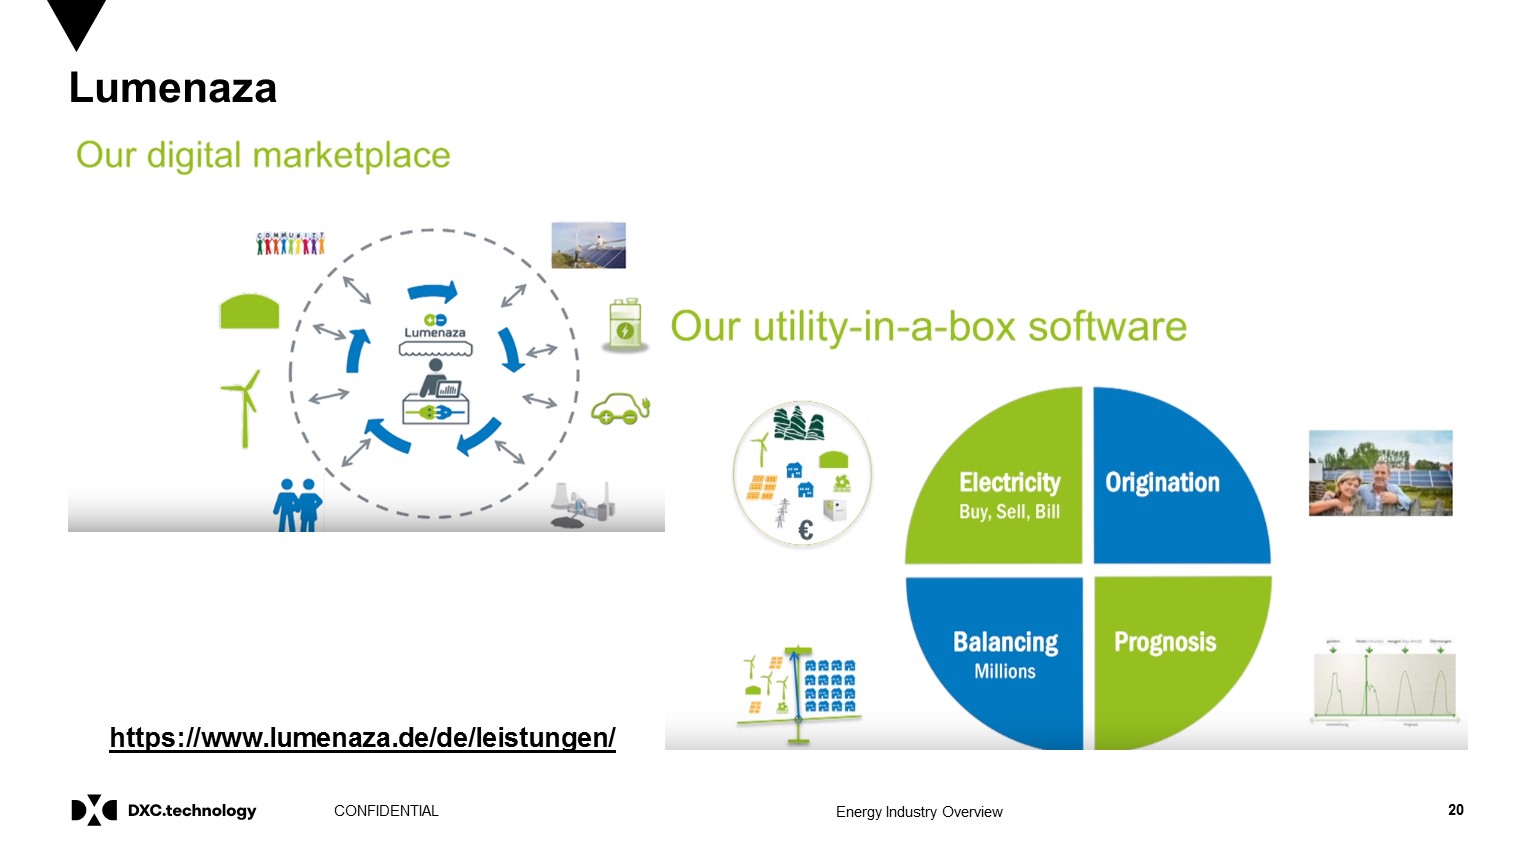 Lumenaza
Our digital marketplace
COMMUNITY
Lumenaza
Our utility-in-a-box software
€
Electricity
Buy, Sell, Bill
Origination
Balancing
Millions
Prognosis
gestern
https://www.lumenaza.de/de/leistungen/
DXC.technology
CONFIDENTIAL
Energy Industry Overview
20